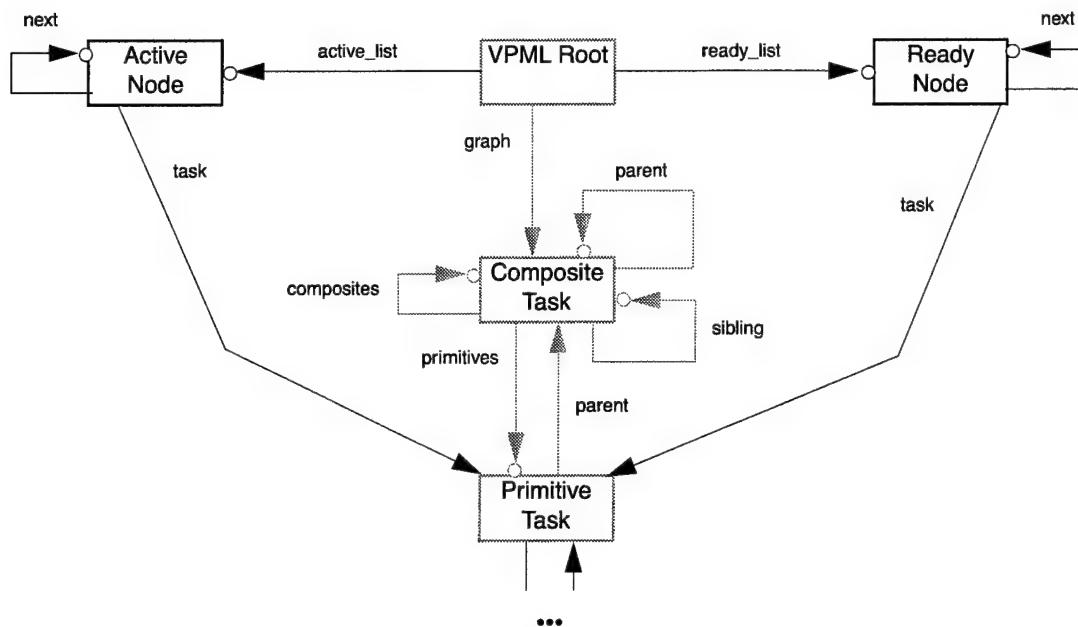 next
next
active_list
VPML Root
ready_list
Active
Node
Ready
Node
graph
parent
task
task
Composite
Task
composites
sibling
primitives
parent
Primitive
Task
...